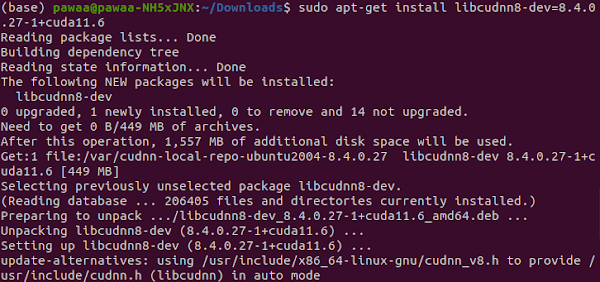 (base) pawaa@pawaa-NH5xJNX:~/Downloads$ sudo apt-get install libcudnn8-dev=8.4.0
.27-1+cuda11.6
Reading package lists... Done
Building dependency tree
Reading state information... Done
The following NEW packages will be installed:
  libcudnn8-dev
0 upgraded, 1 newly installed, 0 to remove and 14 not upgraded.
Need to get 0 B/449 MB of archives.
After this operation, 1,557 MB of additional disk space will be used.
Get:1 file:/var/cudnn-local-repo-ubuntu2004-8.4.0.27  libcudnn8-dev 8.4.0.27-1+c
uda11.6 [449 MB]
Selecting previously unselected package libcudnn8-dev.
(Reading database ... 206405 files and directories currently installed.)
Preparing to unpack .../libcudnn8-dev_8.4.0.27-1+cuda11.6_amd64.deb ...
Unpacking libcudnn8-dev (8.4.0.27-1+cuda11.6) ...
Setting up libcudnn8-dev (8.4.0.27-1+cuda11.6) ...
update-alternatives: using /usr/include/x86_64-linux-gnu/cudnn_v8.h to provide /
usr/include/cudnn.h (libcudnn) in auto mode